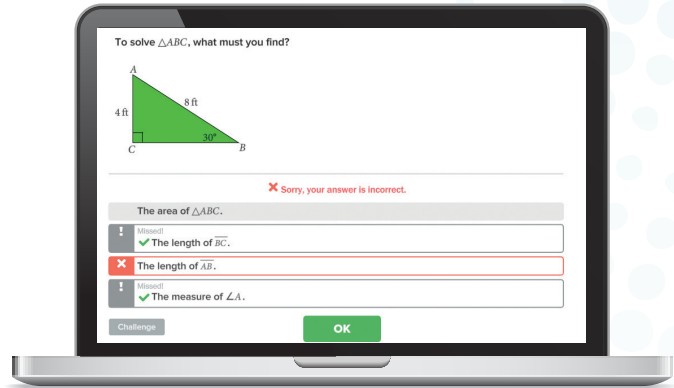 To solve △ABC, what must you find?
A
8 ft
4 ft
30°
C
B
✕ Sorry, your answer is incorrect.
The area of △ABC.
! Missed!
✔ The length of BC.
✕ The length of AB.
! Missed!
✔ The measure of ∠A.
Challenge
OK